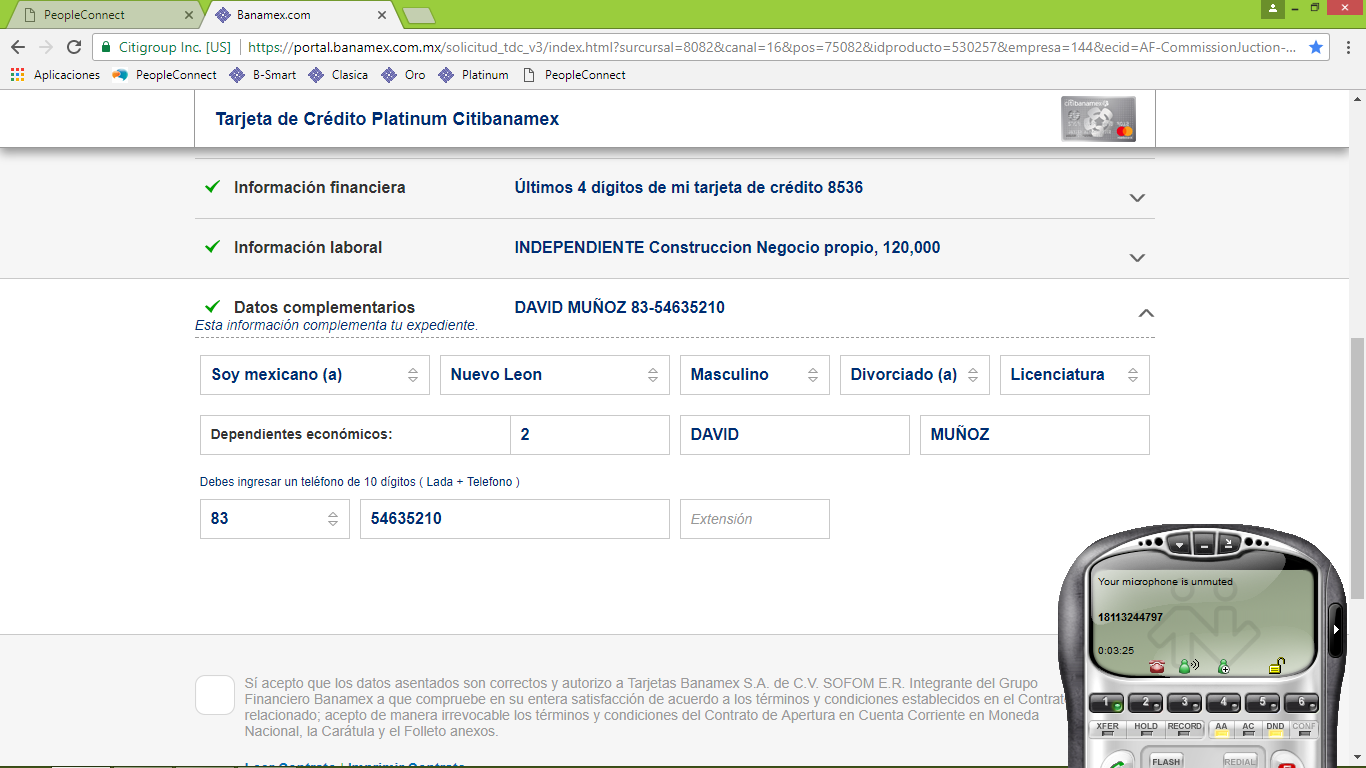 PeopleConnect
Banamex.com
Citigroup Inc. [US] https://portal.banamex.com.mx/solicitud_tdc_v3/index.html?surcursal=8082&canal=16&pos=75082&idproducto=530257&empresa=144&ecid=AF-CommissionJuction-...
Aplicaciones PeopleConnect B-Smart Clasica Oro Platinum PeopleConnect
Tarjeta de Crédito Platinum Citibanamex
citibanamex
Información financiera Últimos 4 dígitos de mi tarjeta de crédito 8536
Información laboral INDEPENDIENTE Construccion Negocio propio, 120,000
Datos complementarios DAVID MUÑOZ 83-54635210
Esta información complementa tu expediente.
Soy mexicano (a) Nuevo Leon Masculino Divorciado (a) Licenciatura
Dependientes económicos: 2 DAVID MUÑOZ
Debes ingresar un teléfono de 10 dígitos ( Lada + Telefono )
83 54635210 Extensión
Your microphone is unmuted
18113244797
0:03:25
1 2 3 4 5 6
XFER HOLD RECORD AA AC DND CONF
FLASH REDIAL
Sí acepto que los datos asentados son correctos y autorizo a Tarjetas Banamex S.A. de C.V. SOFOM E.R. Integrante del Grupo
Financiero Banamex a que compruebe en su entera satisfacción de acuerdo a los términos y condiciones establecidos en el Contrat
relacionado; acepto de manera irrevocable los términos y condiciones del Contrato de Apertura en Cuenta Corriente en Moneda
Nacional, la Carátula y el Folleto anexos.
Leer Contrato | Imprimir Contrato